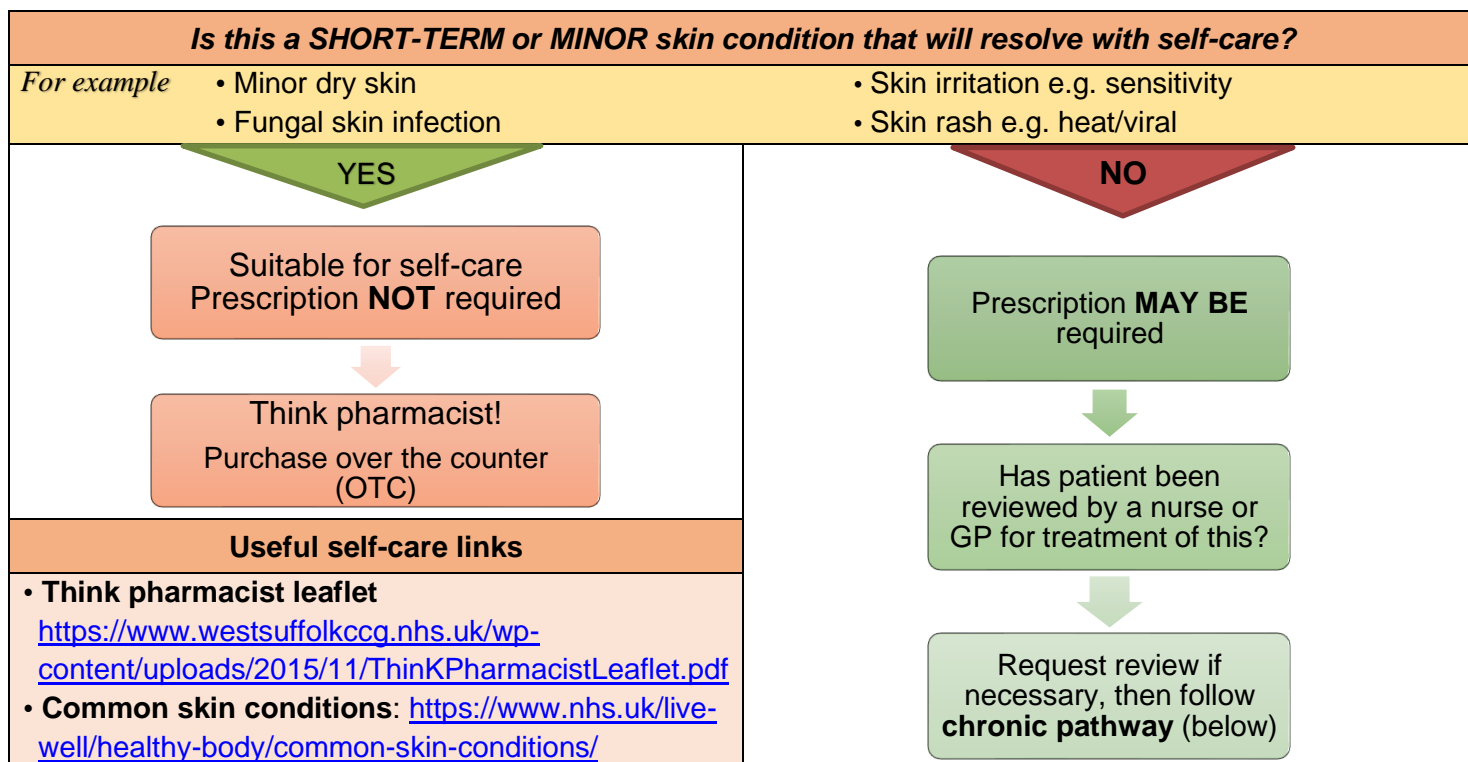 Is this a SHORT-TERM or MINOR skin condition that will resolve with self-care?
For example
• Minor dry skin
• Fungal skin infection
• Skin irritation e.g. sensitivity
• Skin rash e.g. heat/viral
YES
Suitable for self-care
Prescription NOT required
Think pharmacist!
Purchase over the counter
(OTC)
Useful self-care links
• Think pharmacist leaflet
https://www.westsuffolkccg.nhs.uk/wp-
content/uploads/2015/11/ThinKPharmacistLeaflet.pdf
• Common skin conditions: https://www.nhs.uk/live-
well/healthy-body/common-skin-conditions/
NO
Prescription MAY BE
required
Has patient been
reviewed by a nurse or
GP for treatment of this?
Request review if
necessary, then follow
chronic pathway (below)